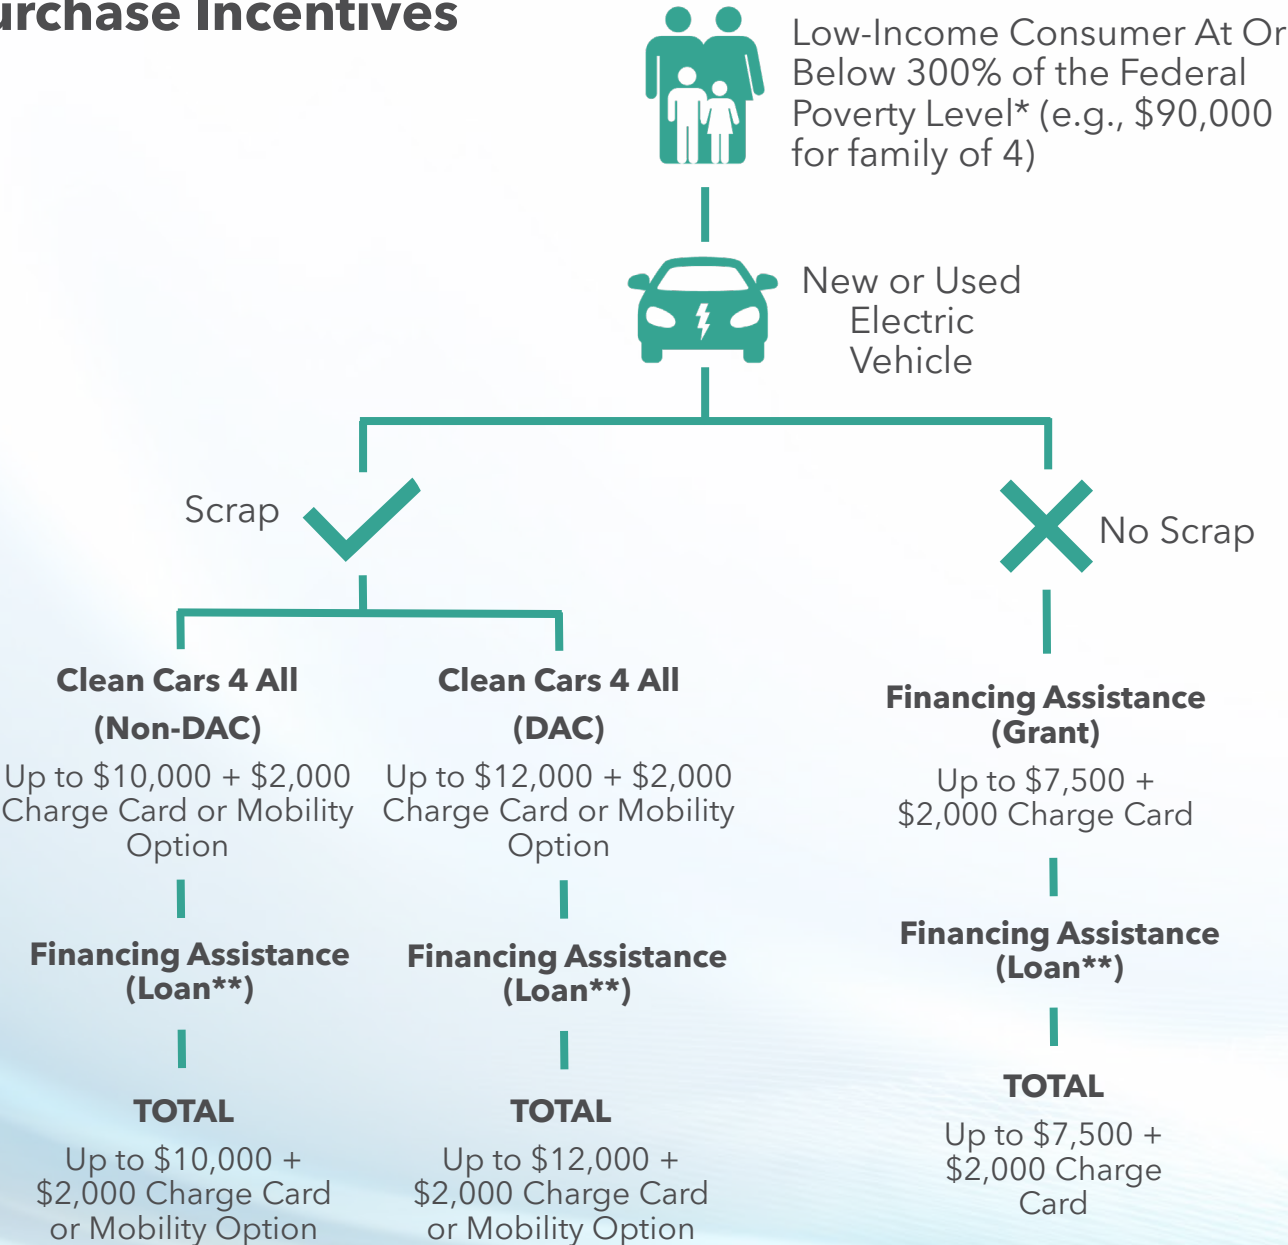 urchase Incentives
Low-Income Consumer At Or
Below 300% of the Federal
Poverty Level* (e.g., $90,000
for family of 4)
New or Used
Electric
Vehicle
Scrap
No Scrap
Clean Cars 4 All
(Non-DAC)
Up to $10,000 + $2,000
Charge Card or Mobility
Option
Financing Assistance
(Loan**)
TOTAL
Up to $10,000 +
$2,000 Charge Card
or Mobility Option
Clean Cars 4 All
(DAC)
Up to $12,000 + $2,000
Charge Card or Mobility
Option
Financing Assistance
(Loan**)
TOTAL
Up to $12,000 +
$2,000 Charge Card
or Mobility Option
Financing Assistance
(Grant)
Up to $7,500 +
$2,000 Charge Card
Financing Assistance
(Loan**)
TOTAL
Up to $7,500 +
$2,000 Charge
Card